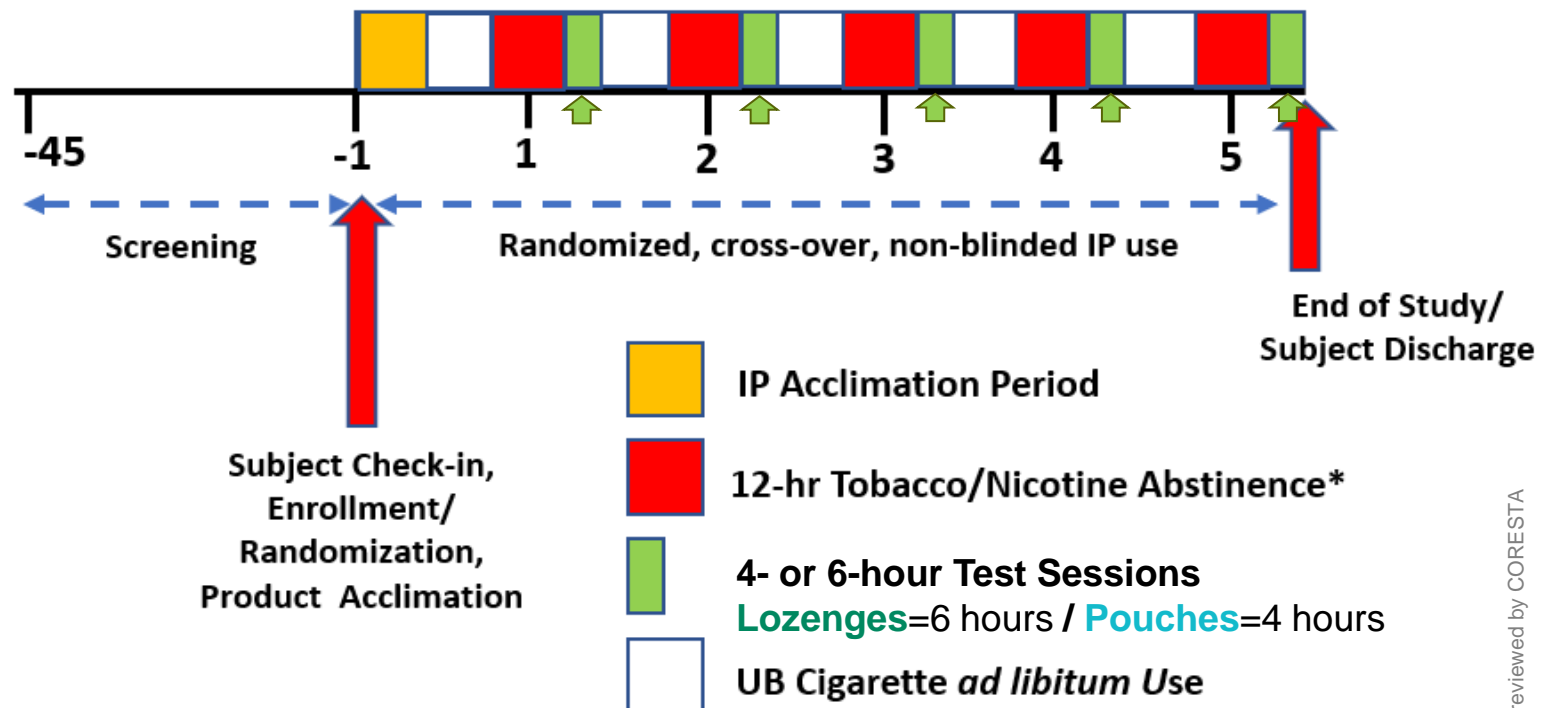 -45
-1
1
2
3
4
5
Screening
Randomized, cross-over, non-blinded IP use
End of Study/
Subject Discharge
Subject Check-in,
Enrollment/
Randomization,
Product Acclimation
IP Acclimation Period
12-hr Tobacco/Nicotine Abstinence*
4- or 6-hour Test Sessions
Lozenges=6 hours / Pouches=4 hours
UB Cigarette ad libitum Use
reviewed by CORESTA